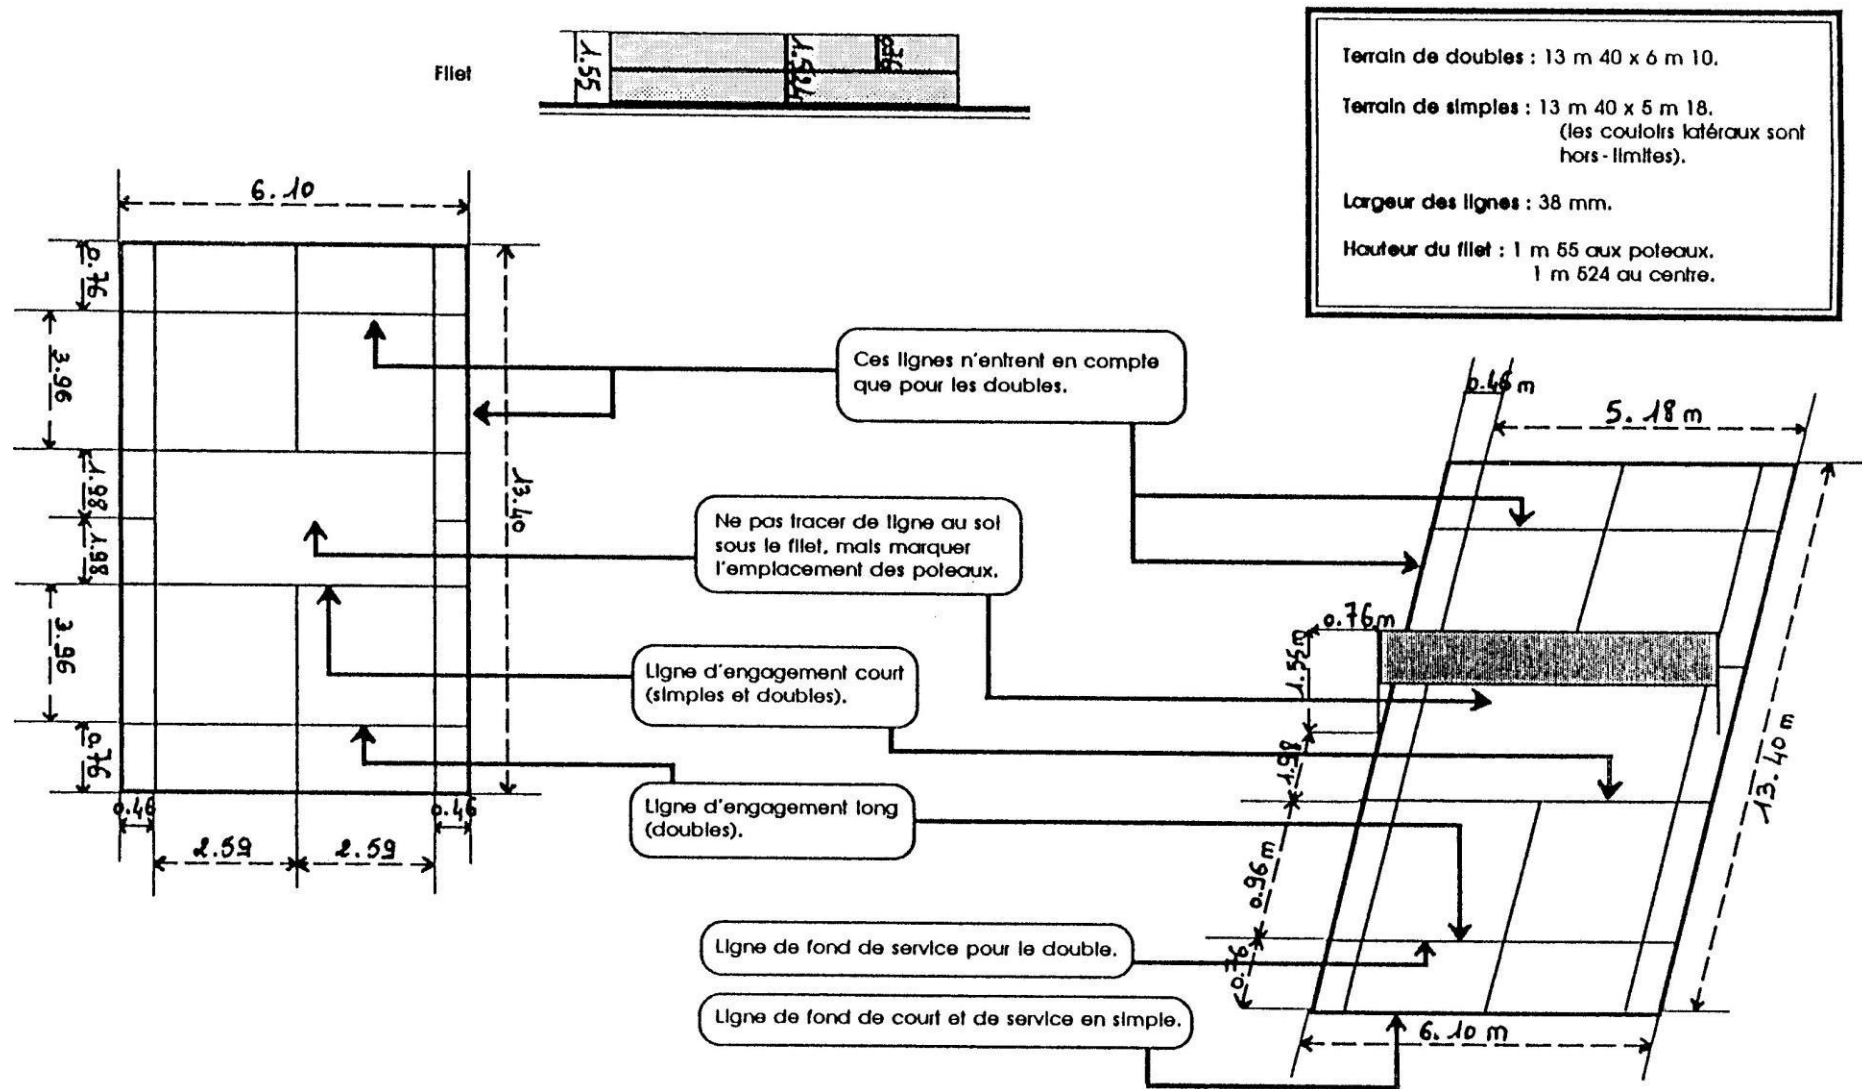 Filet
1.55
1.524
0.76
Terrain de doubles : 13 m 40 x 6 m 10.
Terrain de simples : 13 m 40 x 5 m 18.
(les couloirs latéraux sont
hors-limites).
Largeur des lignes : 38 mm.
Hauteur du filet : 1 m 55 aux poteaux.
1 m 524 au centre.
6.10
0.76
3.96
1.98
1.98
3.96
0.76
13.40
0.46
0.46
2.59
2.59
Ces lignes n'entrent en compte
que pour les doubles.
Ne pas tracer de ligne au sol
sous le filet, mais marquer
l'emplacement des poteaux.
Ligne d'engagement court
(simples et doubles).
Ligne d'engagement long
(doubles).
Ligne de fond de service pour le double.
Ligne de fond de court et de service en simple.
0.46 m
5.18 m
0.76 m
1.55 m
1.98
0.96 m
0.76
13.40 m
6.10 m